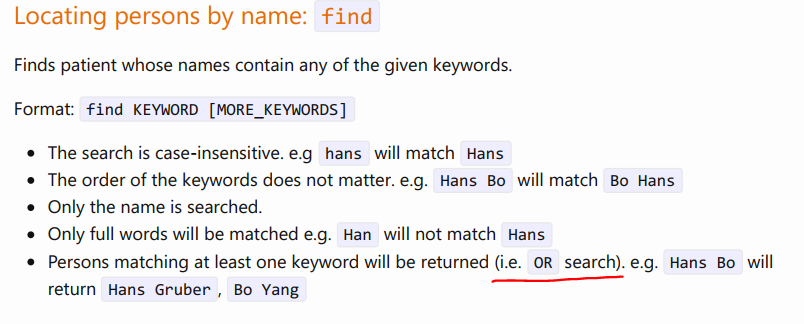 Locating persons by name: find
Finds patient whose names contain any of the given keywords.
Format: find KEYWORD [MORE_KEYWORDS]
The search is case-insensitive. e.g hans will match Hans
The order of the keywords does not matter. e.g. Hans Bo will match Bo Hans
Only the name is searched.
Only full words will be matched e.g. Han will not match Hans
Persons matching at least one keyword will be returned (i.e. OR search). e.g. Hans Bo will
return Hans Gruber, Bo Yang